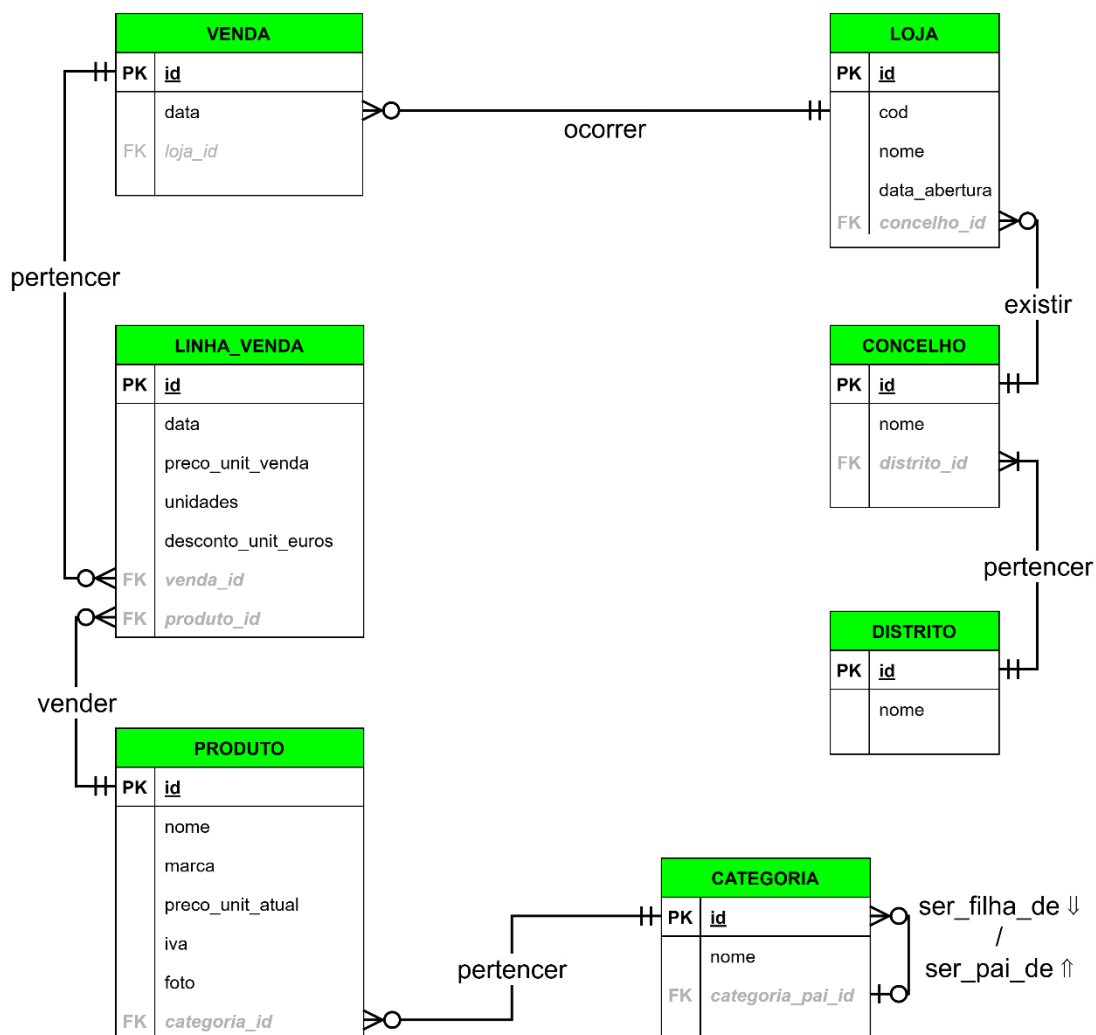 VENDA
PK id
data
FK loja_id
ocorrer
LOJA
PK id
cod
nome
data_abertura
FK concelho_id
pertencer
existir
LINHA_VENDA
PK id
data
preco_unit_venda
unidades
desconto_unit_euros
FK venda_id
FK produto_id
CONCELHO
PK id
nome
FK distrito_id
pertencer
DISTRITO
PK id
nome
vender
PRODUTO
PK id
nome
marca
preco_unit_atual
iva
foto
FK categoria_id
pertencer
CATEGORIA
PK id
nome
FK categoria_pai_id
ser_filha_de ⇓
/
ser_pai_de ⇑